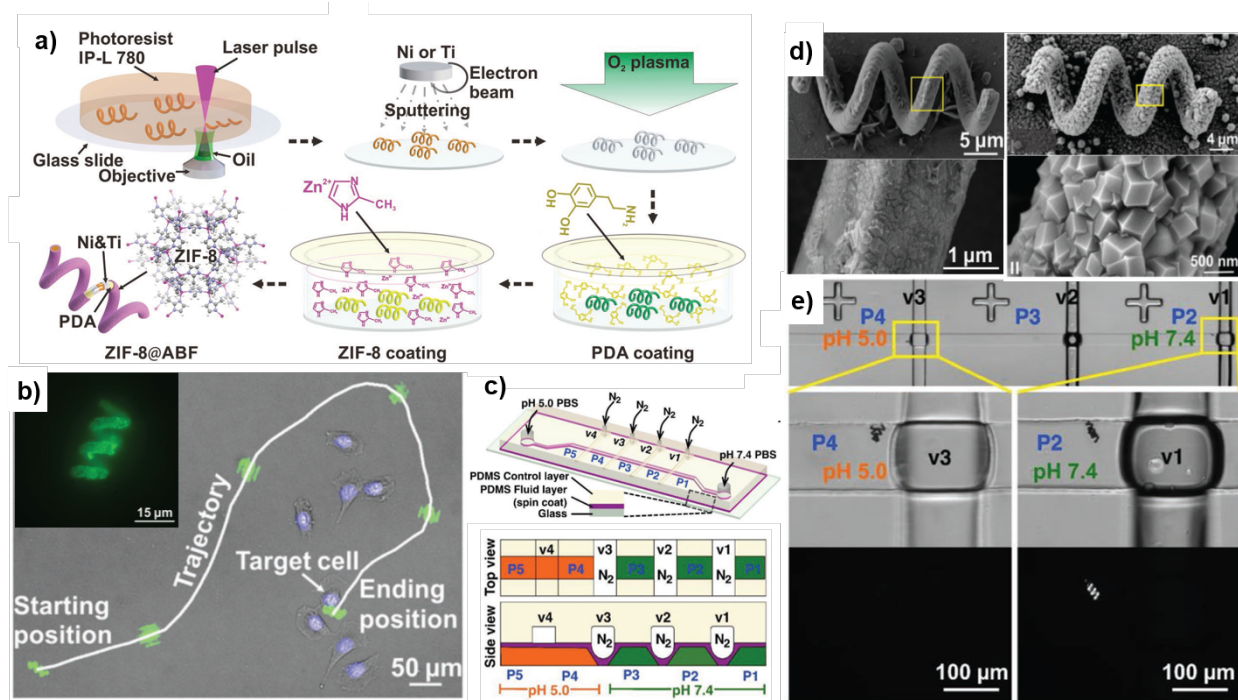 a)
Photoresist
IP-L 780
Laser pulse
Glass slide
Objective
Oil
Ni or Ti
Electron
beam
Sputtering
O₂ plasma
Zn²⁺
N
N
H
CH₃
HO
HO
NH₂
Ni&Ti
ZIF-8
PDA
ZIF-8@ABF
ZIF-8 coating
PDA coating
b)
15 µm
Trajectory
Target cell
Starting
position
Ending
position
50 µm
c)
pH 5.0 PBS
N₂
N₂
N₂
N₂
v4
v3
v2
v1
P5
P4
P3
P2
P1
pH 7.4 PBS
PDMS Control layer
PDMS Fluid layer
(spin coat)
Glass
Top view
v4
v3
v2
v1
P5
P4
N₂
P3
N₂
P2
N₂
P1
Side view
v4
v3
v2
v1
N₂
N₂
N₂
P5
P4
P3
P2
P1
pH 5.0
pH 7.4
d)
5 µm
4 µm
1 µm
II
500 nm
e)
v3
v2
v1
P4
P3
P2
pH 5.0
pH 7.4
P4
pH 5.0
v3
P2
pH 7.4
v1
100 µm
100 µm